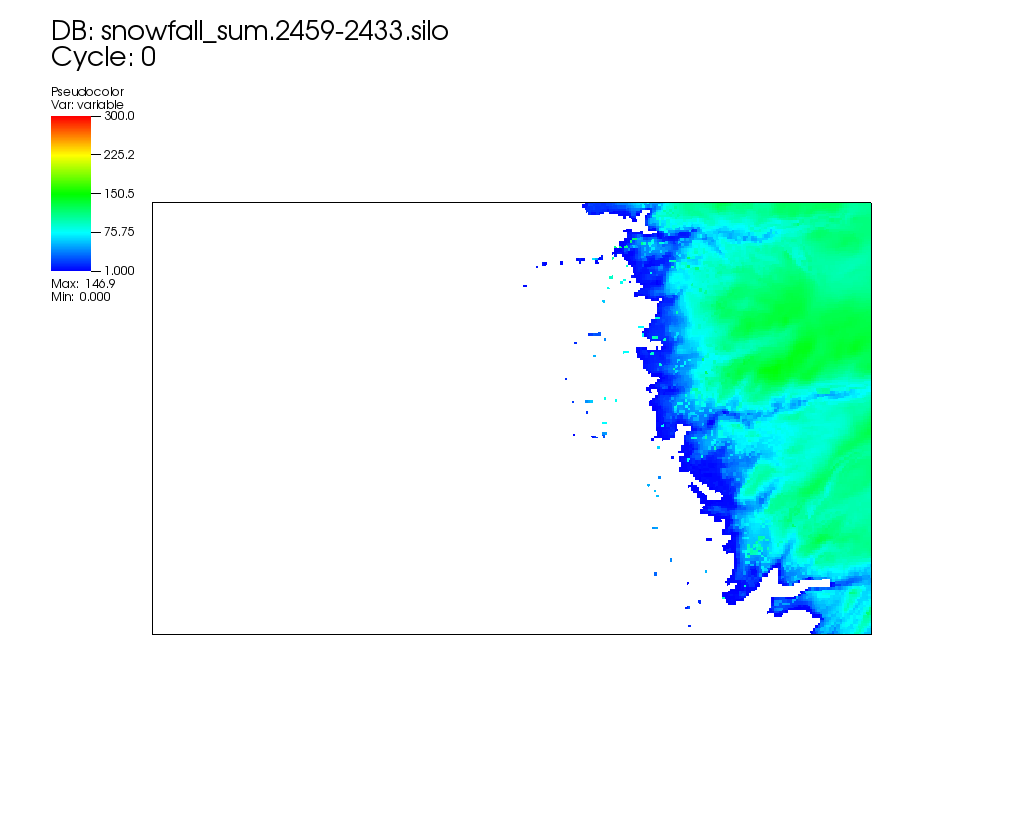 DB: snowfall_sum.2459-2433.silo
Cycle: 0
Pseudocolor
Var: variable
300.0
225.2
150.5
75.75
1.000
Max: 146.9
Min: 0.000